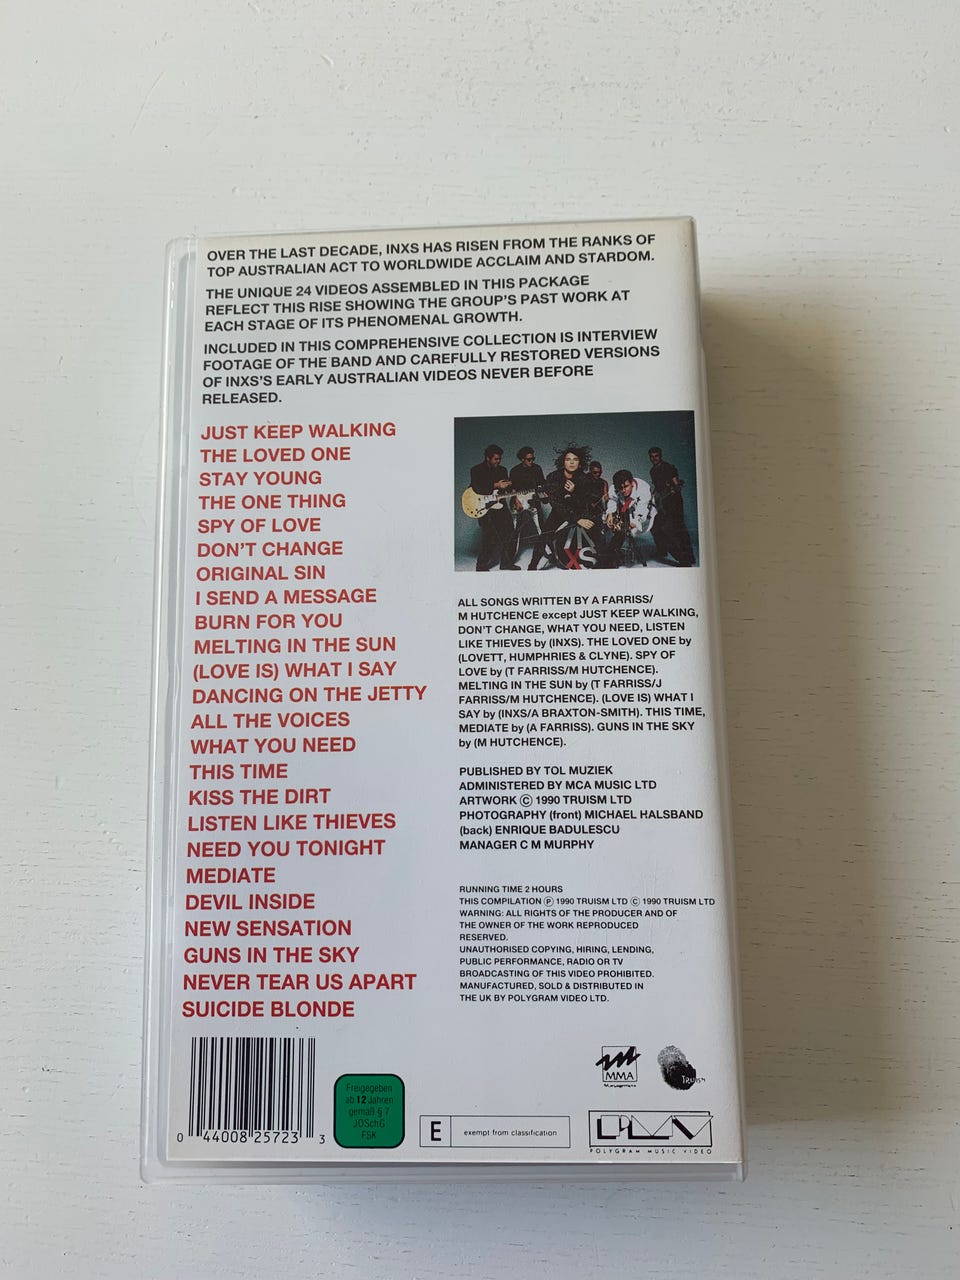 OVER THE LAST DECADE, INXS HAS RISEN FROM THE RANKS OF
TOP AUSTRALIAN ACT TO WORLDWIDE ACCLAIM AND STARDOM.
THE UNIQUE 24 VIDEOS ASSEMBLED IN THIS PACKAGE
REFLECT THIS RISE SHOWING THE GROUP'S PAST WORK AT
EACH STAGE OF ITS PHENOMENAL GROWTH.
INCLUDED IN THIS COMPREHENSIVE COLLECTION IS INTERVIEW
FOOTAGE OF THE BAND AND CAREFULLY RESTORED VERSIONS
OF INXS'S EARLY AUSTRALIAN VIDEOS NEVER BEFORE
RELEASED.
JUST KEEP WALKING
THE LOVED ONE
STAY YOUNG
THE ONE THING
SPY OF LOVE
DON'T CHANGE
ORIGINAL SIN
I SEND A MESSAGE
BURN FOR YOU
MELTING IN THE SUN
(LOVE IS) WHAT I SAY
DANCING ON THE JETTY
ALL THE VOICES
WHAT YOU NEED
THIS TIME
KISS THE DIRT
LISTEN LIKE THIEVES
NEED YOU TONIGHT
MEDIATE
DEVIL INSIDE
NEW SENSATION
GUNS IN THE SKY
NEVER TEAR US APART
SUICIDE BLONDE
INXS
ALL SONGS WRITTEN BY A FARRISS/
M HUTCHENCE except JUST KEEP WALKING,
DON'T CHANGE, WHAT YOU NEED, LISTEN
LIKE THIEVES by (INXS). THE LOVED ONE by
(LOVETT, HUMPHRIES & CLYNE). SPY OF
LOVE by (T FARRISS/M HUTCHENCE).
MELTING IN THE SUN by (T FARRISS/J
FARRISS/M HUTCHENCE). (LOVE IS) WHAT I
SAY by (INXS/A BRAXTON-SMITH). THIS TIME,
MEDIATE by (A FARRISS). GUNS IN THE SKY
by (M HUTCHENCE).
PUBLISHED BY TOL MUZIEK
ADMINISTERED BY MCA MUSIC LTD
ARTWORK © 1990 TRUISM LTD
PHOTOGRAPHY (front) MICHAEL HALSBAND
(back) ENRIQUE BADULESCU
MANAGER C M MURPHY
RUNNING TIME 2 HOURS
THIS COMPILATION ℗ 1990 TRUISM LTD © 1990 TRUISM LTD
WARNING: ALL RIGHTS OF THE PRODUCER AND OF
THE OWNER OF THE WORK REPRODUCED
RESERVED.
UNAUTHORISED COPYING, HIRING, LENDING,
PUBLIC PERFORMANCE, RADIO OR TV
BROADCASTING OF THIS VIDEO PROHIBITED.
MANUFACTURED, SOLD & DISTRIBUTED IN
THE UK BY POLYGRAM VIDEO LTD.
MMA
Management
TRUISM
0 44008 25723 3
Freigegeben
ab 12 Jahren
gemäß § 7
JÖSchG
FSK
E exempt from classification
PMV
POLYGRAM MUSIC VIDEO